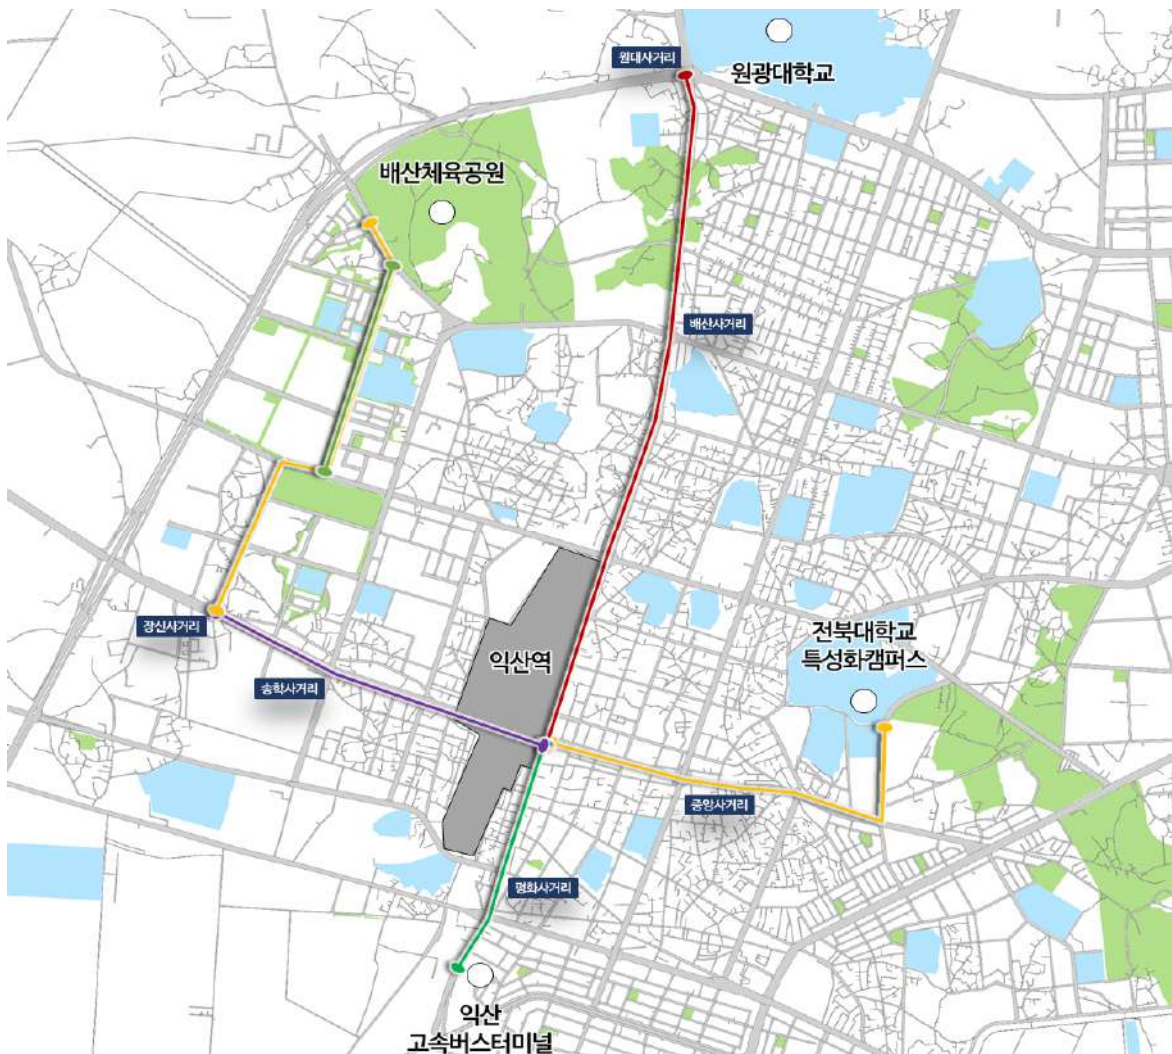 원대사거리
원광대학교
배산체육공원
배산사거리
장신사거리
송학사거리
익산역
전북대학교
특성화캠퍼스
중앙사거리
평화사거리
익산
고속버스터미널